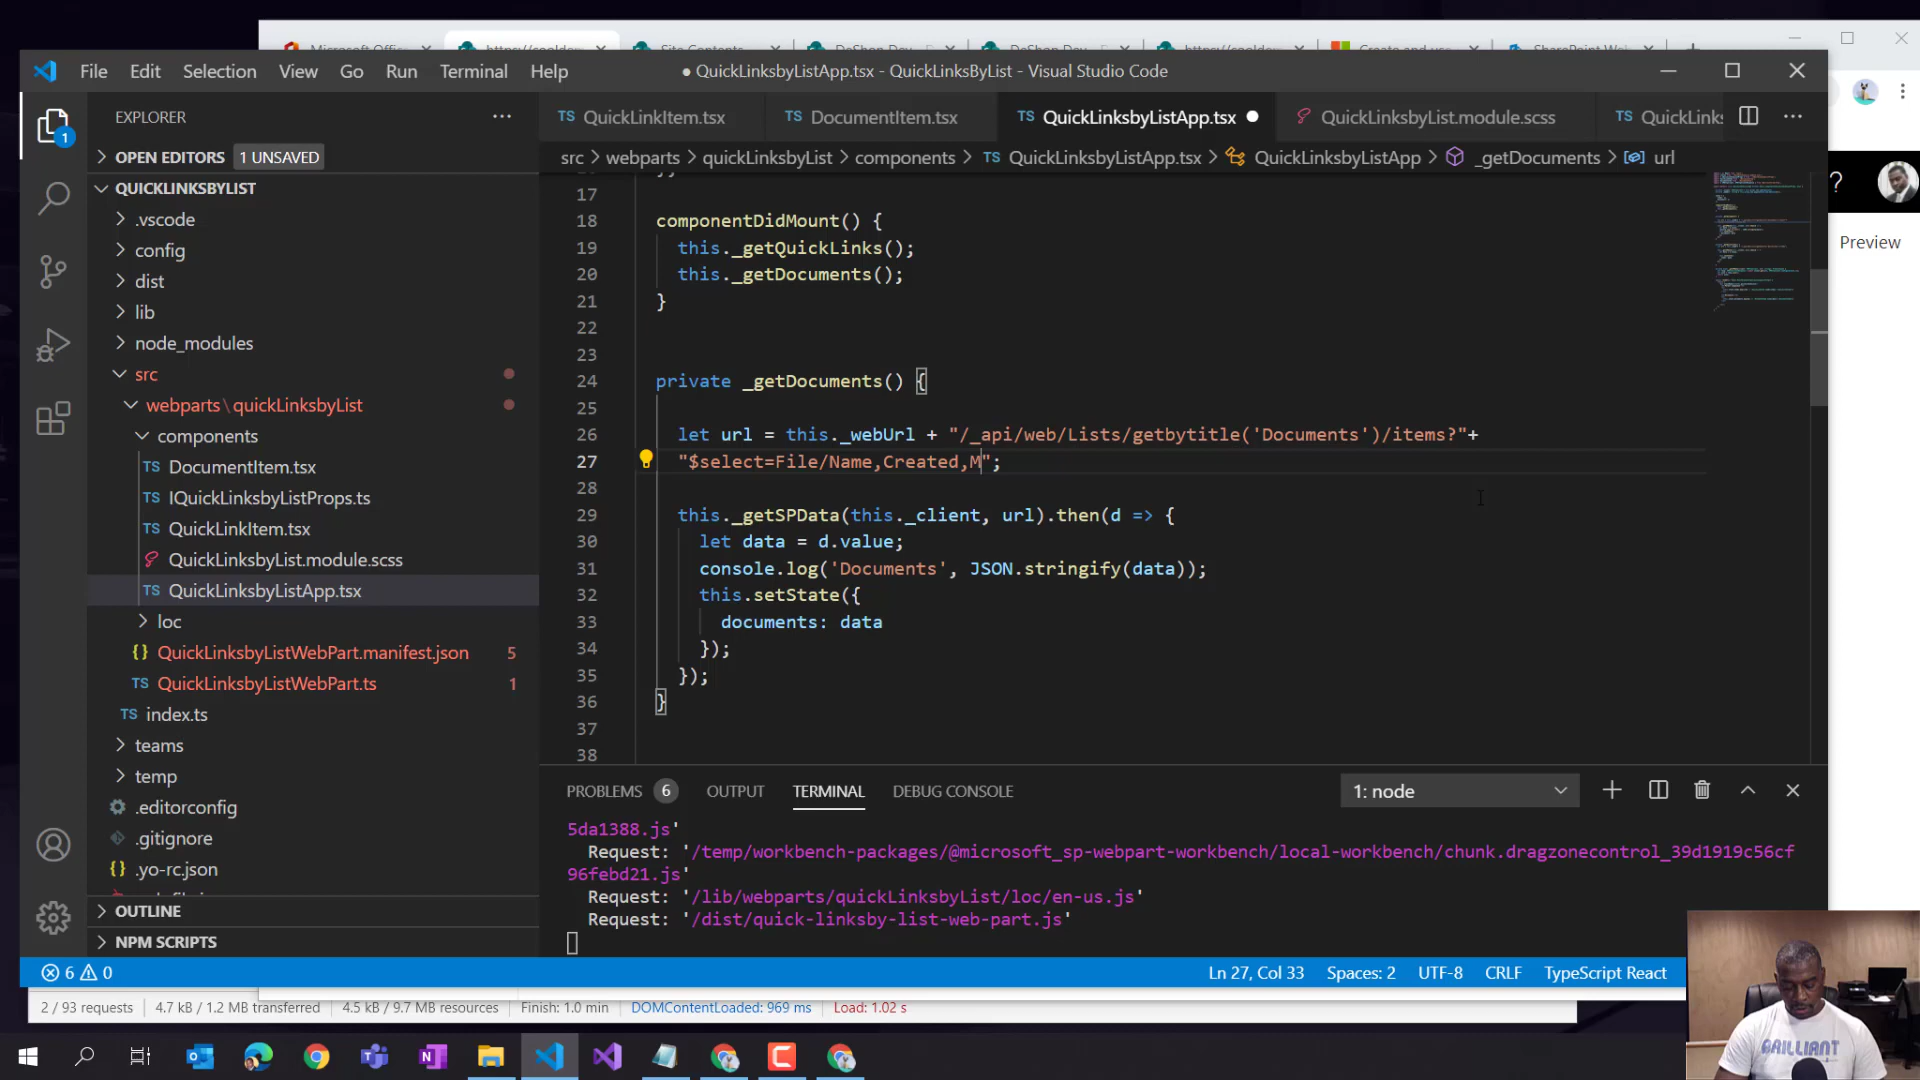 File Edit Selection View Go Run Terminal Help
● QuickLinksbyListApp.tsx - QuickLinksByList - Visual Studio Code
EXPLORER
OPEN EDITORS 1 UNSAVED
QUICKLINKSBYLIST
.vscode
config
dist
lib
node_modules
src
webparts\quickLinksbyList
components
TS DocumentItem.tsx
TS IQuickLinksbyListProps.ts
TS QuickLinkItem.tsx
QuickLinksbyList.module.scss
TS QuickLinksbyListApp.tsx
loc
{} QuickLinksbyListWebPart.manifest.json 5
TS QuickLinksbyListWebPart.ts 1
TS index.ts
teams
temp
.editorconfig
.gitignore
{} .yo-rc.json
OUTLINE
NPM SCRIPTS
TS QuickLinkItem.tsx TS DocumentItem.tsx TS QuickLinksbyListApp.tsx ● QuickLinksbyList.module.scss TS QuickLinks
src > webparts > quickLinksbyList > components > TS QuickLinksbyListApp.tsx > QuickLinksbyListApp > _getDocuments > url
17
18 componentDidMount() {
19 this._getQuickLinks();
20 this._getDocuments();
21 }
22
23
24 private _getDocuments() {
25
26 let url = this._webUrl + "/_api/web/Lists/getbytitle('Documents')/items?"+
27 "$select=File/Name,Created,M";
28
29 this._getSPData(this._client, url).then(d => {
30 let data = d.value;
31 console.log('Documents', JSON.stringify(data));
32 this.setState({
33 documents: data
34 });
35 });
36 }
37
38
PROBLEMS 6 OUTPUT TERMINAL DEBUG CONSOLE 1: node
5da1388.js'
Request: '/temp/workbench-packages/@microsoft_sp-webpart-workbench/local-workbench/chunk.dragzonecontrol_39d1919c56cf
96febd21.js'
Request: '/lib/webparts/quickLinksbyList/loc/en-us.js'
Request: '/dist/quick-linksby-list-web-part.js'
6 0 Ln 27, Col 33 Spaces: 2 UTF-8 CRLF TypeScript React
2 / 93 requests 4.7 kB / 1.2 MB transferred 4.5 kB / 9.7 MB resources Finish: 1.0 min DOMContentLoaded: 969 ms Load: 1.02 s
?
Preview
BRILLIANT